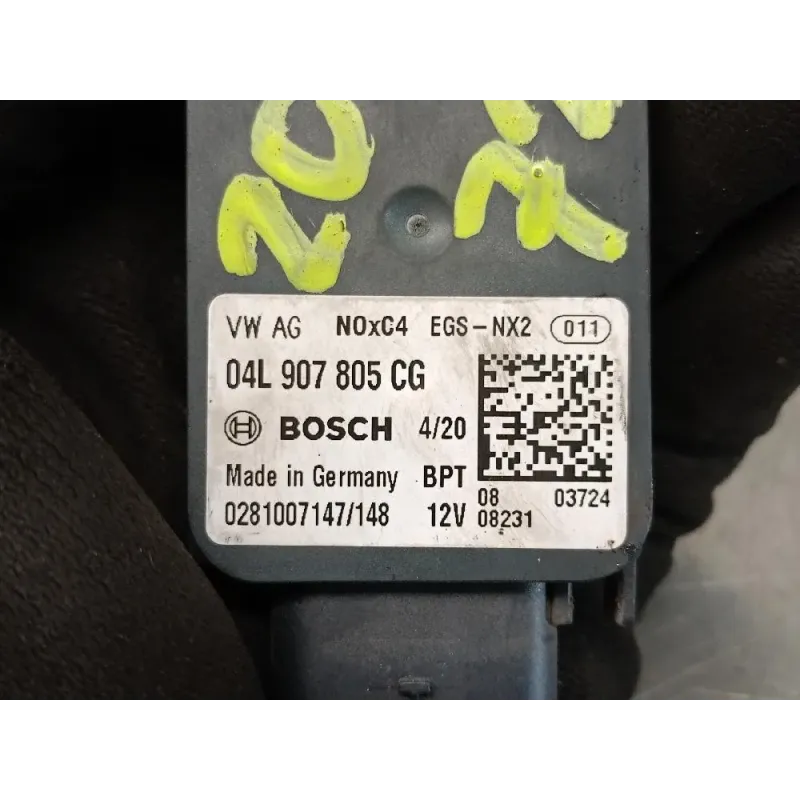 20
VW AG NOxC4 EGS-NX2 011
04L 907 805 CG
BOSCH 4/20
Made in Germany BPT
08 03724
0281007147/148 12V 08231